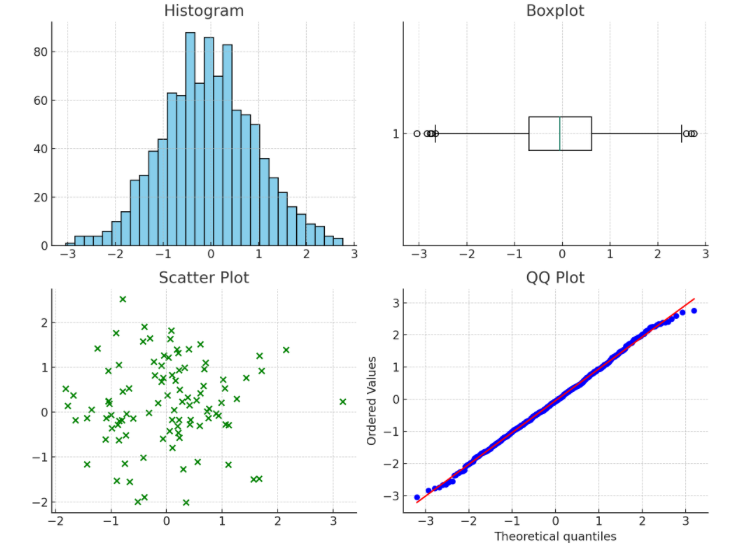 Histogram
80
60
40
20
0
−3 −2 −1 0 1 2 3
Boxplot
1
−3 −2 −1 0 1 2 3
Scatter Plot
2
1
0
−1
−2
−2 −1 0 1 2 3
QQ Plot
Ordered Values
3
2
1
0
−1
−2
−3
−3 −2 −1 0 1 2 3
Theoretical quantiles